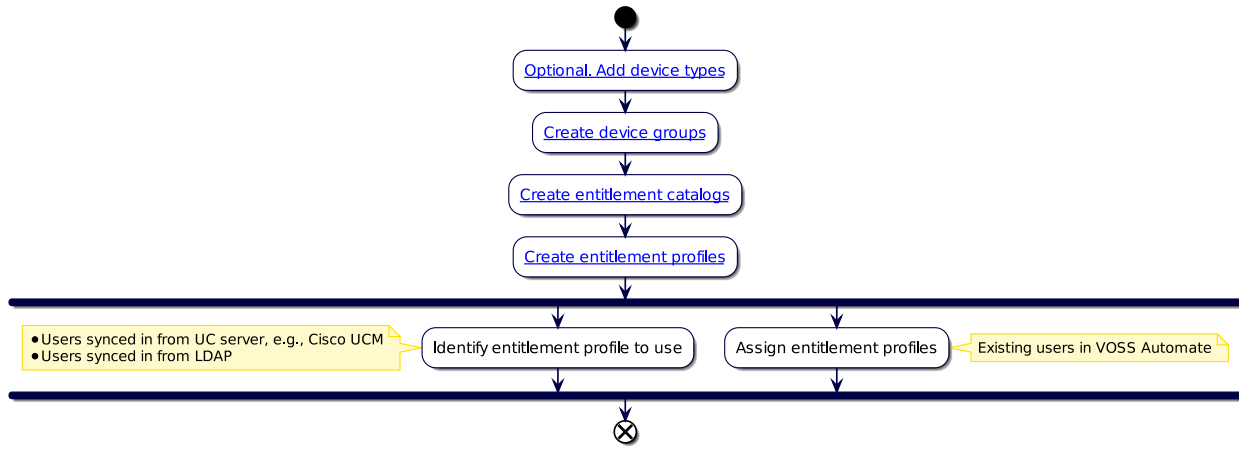 Optional. Add device types
Create device groups
Create entitlement catalogs
Create entitlement profiles
•Users synced in from UC server, e.g., Cisco UCM
•Users synced in from LDAP
Identify entitlement profile to use
Assign entitlement profiles
Existing users in VOSS Automate